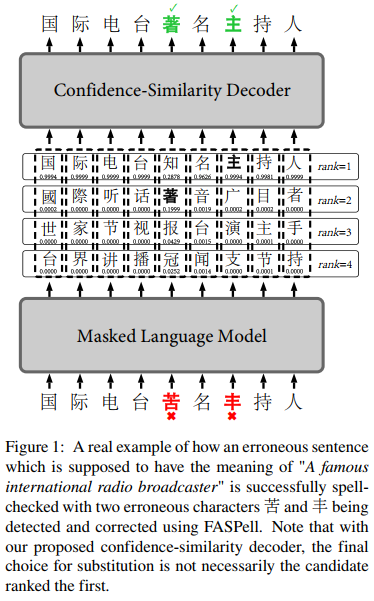 国 际 电 台 著 名 主 持 人
Confidence-Similarity Decoder
国 际 电 台 知 名 主 持 人 rank=1
0.9994 0.9999 0.9999 0.9999 0.2878 0.9626 0.9994 0.9981 0.9999
國 際 听 话 著 音 广 目 者 rank=2
0.0002 0.0000 0.0000 0.0000 0.1999 0.0019 0.0002 0.0002 0.0000
世 家 节 视 报 台 演 主 手 rank=3
0.0000 0.0000 0.0000 0.0000 0.0429 0.0015 0.0000 0.0000 0.0000
台 界 讲 播 冠 闻 支 节 持 rank=4
0.0000 0.0000 0.0000 0.0000 0.0252 0.0014 0.0000 0.0001 0.0000
Masked Language Model
国 际 电 台 苦 名 丰 持 人
Figure 1: A real example of how an erroneous sentence
which is supposed to have the meaning of "A famous
international radio broadcaster" is successfully spell-
checked with two erroneous characters 苦 and 丰 being
detected and corrected using FASPell. Note that with
our proposed confidence-similarity decoder, the final
choice for substitution is not necessarily the candidate
ranked the first.